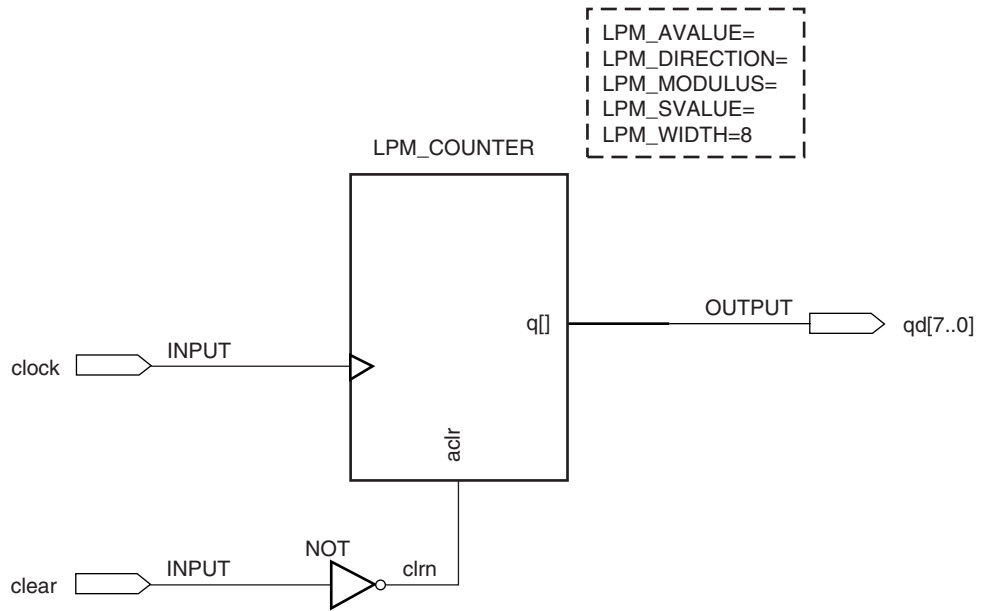 LPM_AVALUE=
LPM_DIRECTION=
LPM_MODULUS=
LPM_SVALUE=
LPM_WIDTH=8
LPM_COUNTER
q[]
OUTPUT
qd[7..0]
clock
INPUT
aclr
clear
INPUT
NOT
clrn